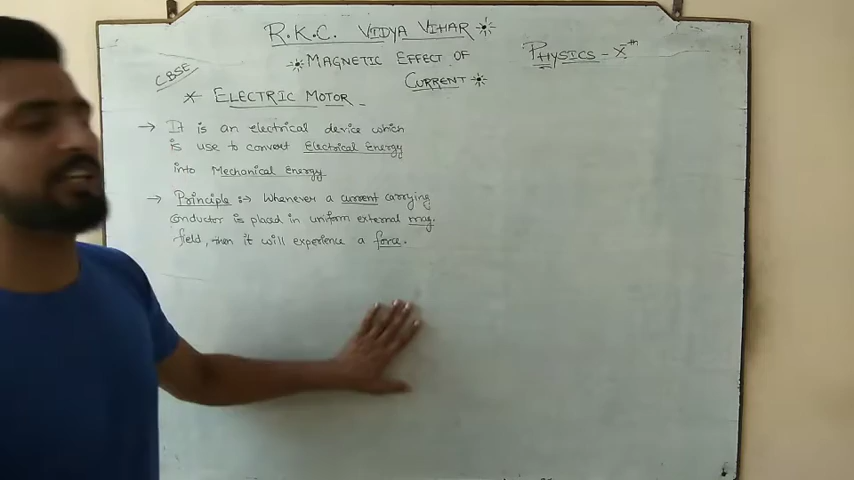 R.K.C. VIDYA VIHAR
MAGNETIC EFFECT OF
CURRENT
PHYSICS - X th
CBSE
* ELECTRIC MOTOR -
→ It is an electrical device which
is use to convert Electrical Energy
into Mechanical Energy
→ Principle :-> Whenever a current carrying
conductor is placed in uniform external mag.
field, then it will experience a force.